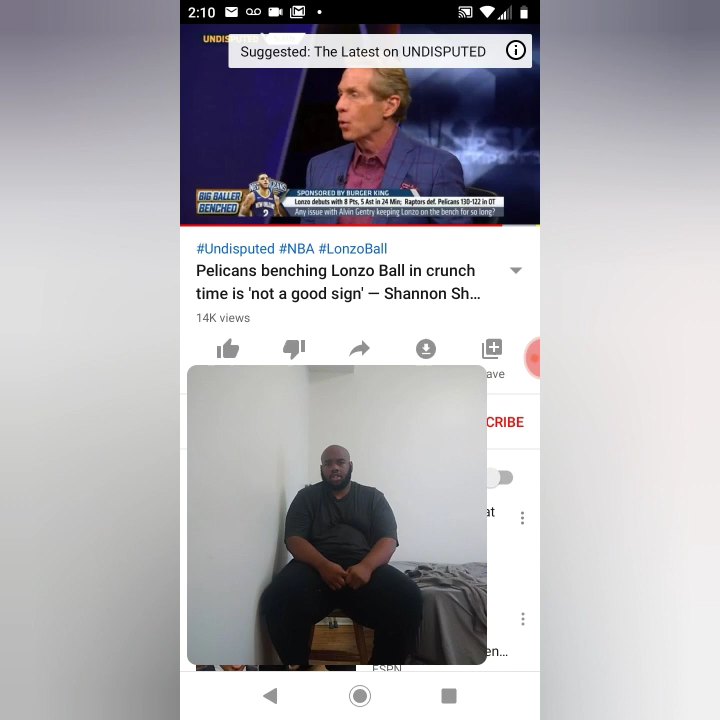 2:10
UNDISPUTED
Suggested: The Latest on UNDISPUTED
BIG BALLER
BENCHED
SPONSORED BY BURGER KING
Lonzo debuts with 8 Pts, 5 Ast in 24 Min; Raptors def. Pelicans 130-122 in OT
Any issue with Alvin Gentry keeping Lonzo on the bench for so long?
#Undisputed #NBA #LonzoBall
Pelicans benching Lonzo Ball in crunch
time is 'not a good sign' — Shannon Sh...
14K views
ave
CRIBE
at
en...
ESPN